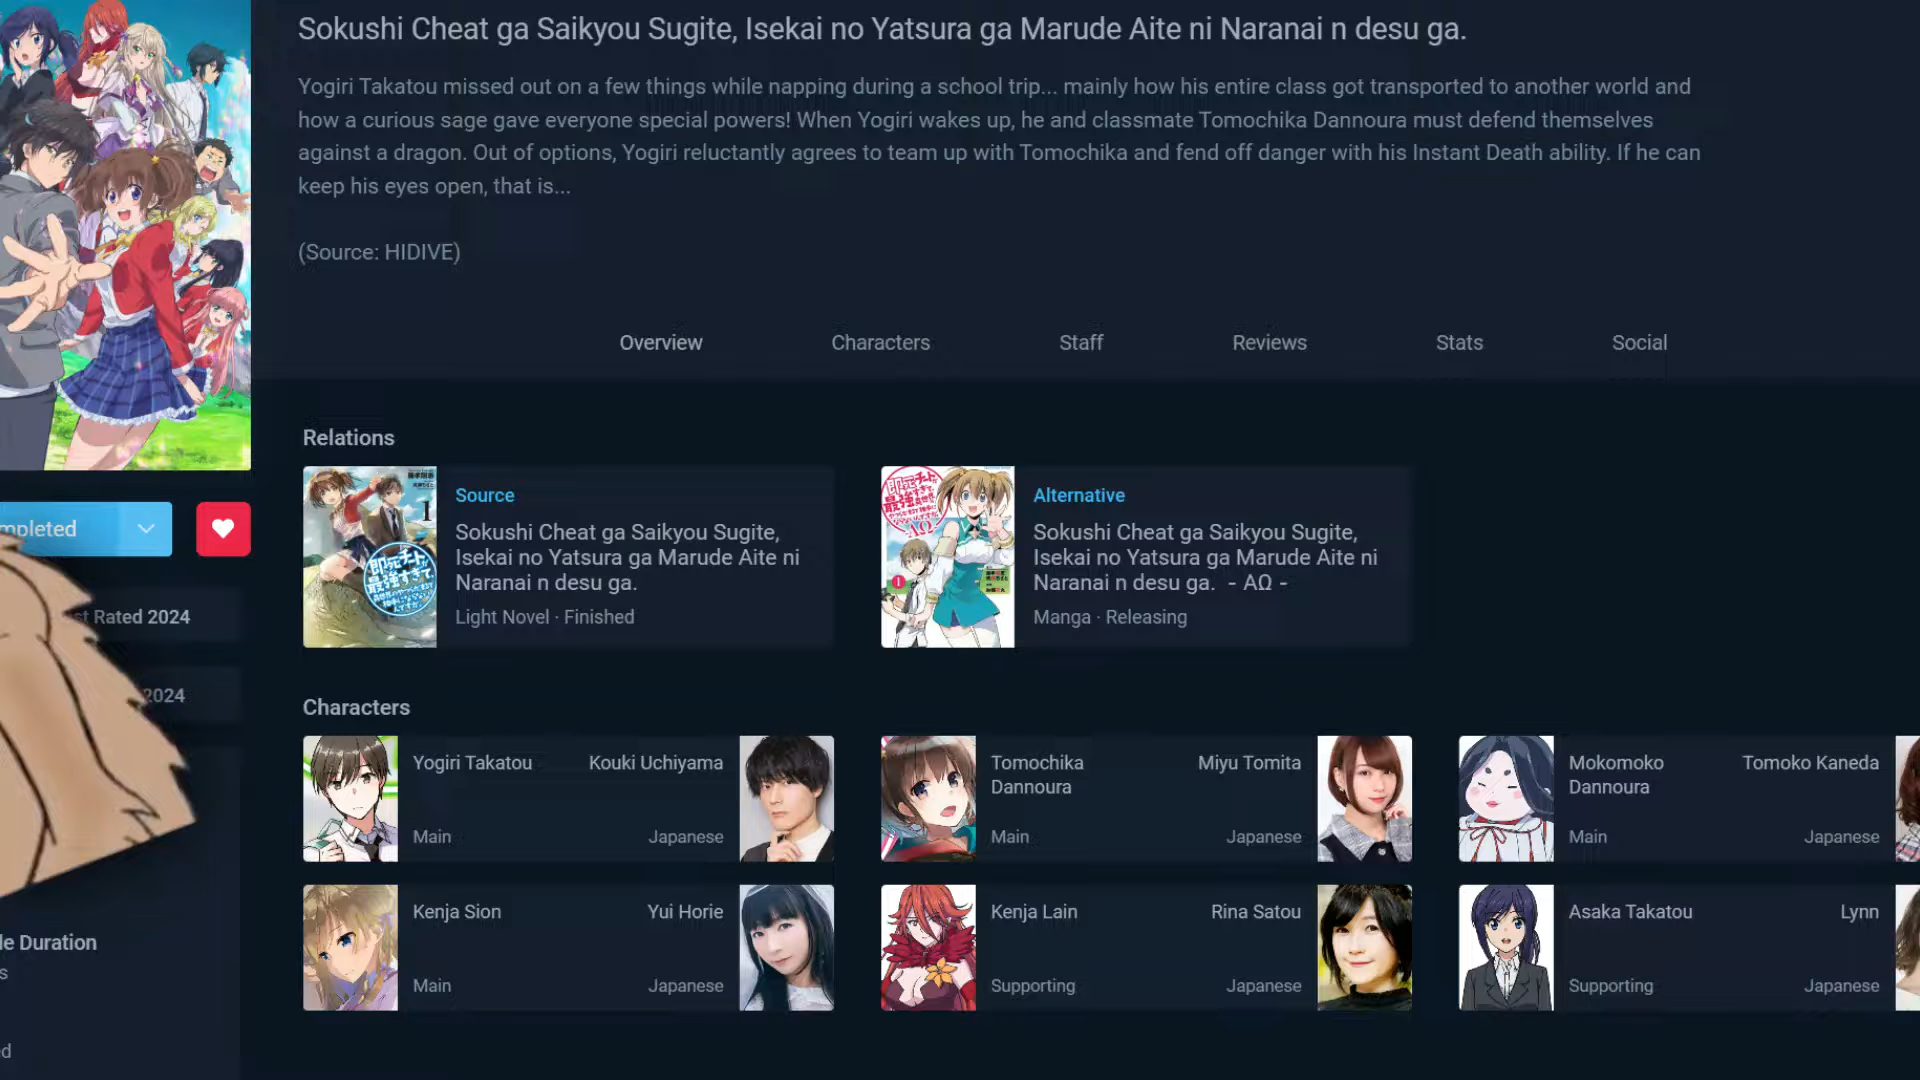 Sokushi Cheat ga Saikyou Sugite, Isekai no Yatsura ga Marude Aite ni Naranai n desu ga.
Yogiri Takatou missed out on a few things while napping during a school trip... mainly how his entire class got transported to another world and
how a curious sage gave everyone special powers! When Yogiri wakes up, he and classmate Tomochika Dannoura must defend themselves
against a dragon. Out of options, Yogiri reluctantly agrees to team up with Tomochika and fend off danger with his Instant Death ability. If he can
keep his eyes open, that is...
(Source: HIDIVE)
Overview
Characters
Staff
Reviews
Stats
Social
mpleted
st Rated 2024
2024
le Duration
s
ed
Relations
Source
Sokushi Cheat ga Saikyou Sugite,
Isekai no Yatsura ga Marude Aite ni
Naranai n desu ga.
Light Novel · Finished
Alternative
Sokushi Cheat ga Saikyou Sugite,
Isekai no Yatsura ga Marude Aite ni
Naranai n desu ga. - ΑΩ -
Manga · Releasing
Characters
Yogiri Takatou
Kouki Uchiyama
Main
Japanese
Tomochika
Dannoura
Miyu Tomita
Main
Japanese
Mokomoko
Dannoura
Tomoko Kaneda
Main
Japanese
Kenja Sion
Yui Horie
Main
Japanese
Kenja Lain
Rina Satou
Supporting
Japanese
Asaka Takatou
Lynn
Supporting
Japanese